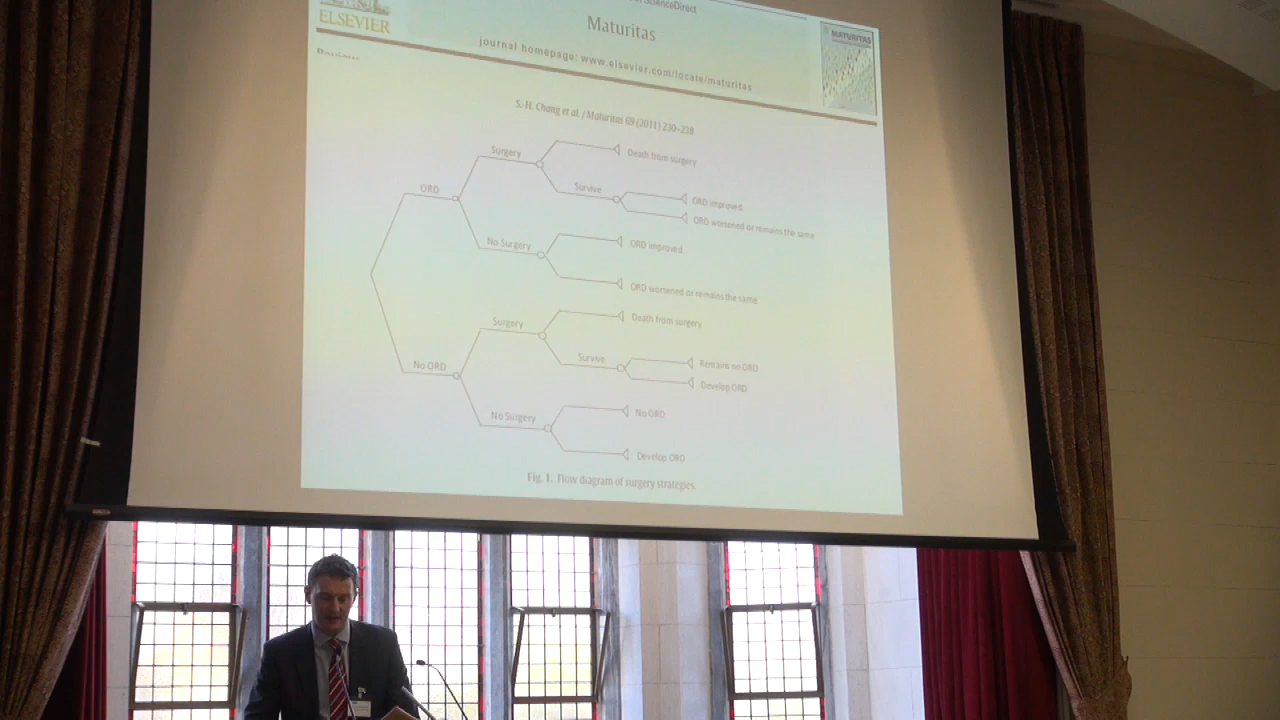 ScienceDirect
ELSEVIER
Maturitas
MATURITAS
journal homepage: www.elsevier.com/locate/maturitas
S.-H. Chang et al. / Maturitas 69 (2011) 230–238
Surgery
Death from surgery
ORD
Survive
ORD improved
ORD worsened or remains the same
No Surgery
ORD improved
ORD worsened or remains the same
Surgery
Death from surgery
No ORD
Survive
Remains no ORD
Develop ORD
No Surgery
No ORD
Develop ORD
Fig. 1. Flow diagram of surgery strategies.